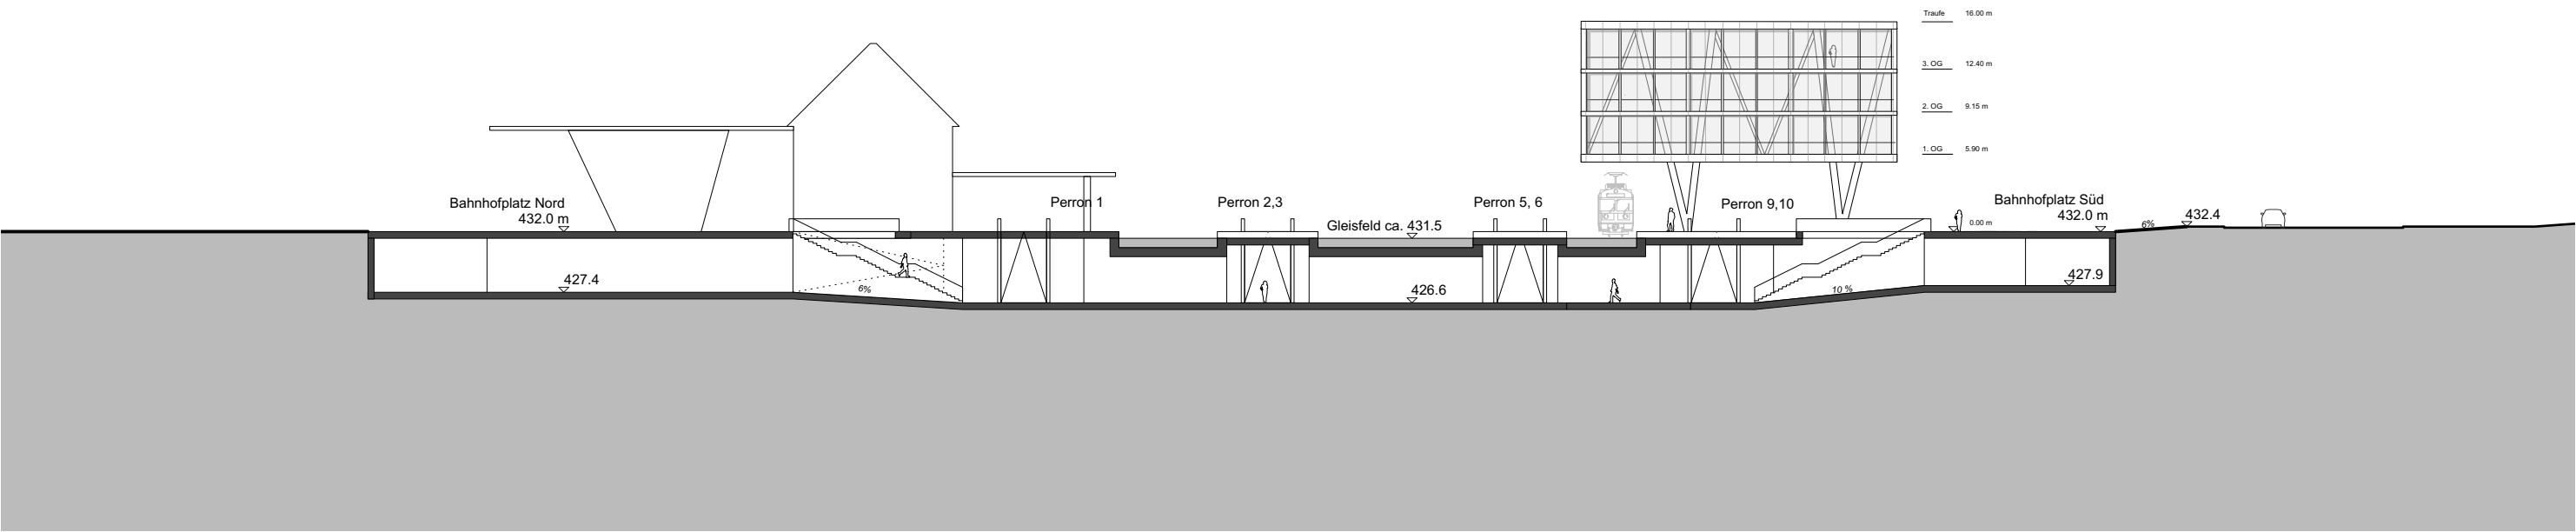 Traufe 16.00 m
3. OG 12.40 m
2. OG 9.15 m
1. OG 5.90 m
Bahnhofplatz Nord
432.0 m
Perron 1
Perron 2,3
Gleisfeld ca. 431.5
Perron 5, 6
Perron 9,10
0.00 m
Bahnhofplatz Süd
432.0 m
6%
432.4
427.4
6%
426.6
10 %
427.9